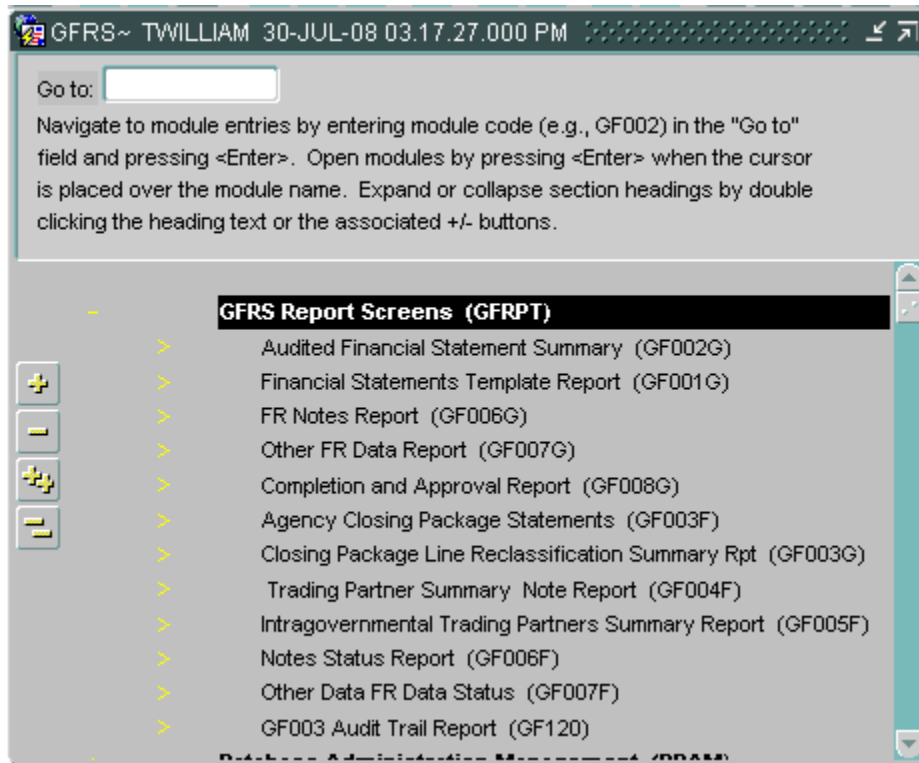 GFRS~ TWILLIAM 30-JUL-08 03.17.27.000 PM
Go to:
Navigate to module entries by entering module code (e.g., GF002) in the "Go to"
field and pressing <Enter>. Open modules by pressing <Enter> when the cursor
is placed over the module name. Expand or collapse section headings by double
clicking the heading text or the associated +/- buttons.
– GFRS Report Screens (GFRPT)
> Audited Financial Statement Summary (GF002G)
> Financial Statements Template Report (GF001G)
> FR Notes Report (GF006G)
> Other FR Data Report (GF007G)
> Completion and Approval Report (GF008G)
> Agency Closing Package Statements (GF003F)
> Closing Package Line Reclassification Summary Rpt (GF003G)
> Trading Partner Summary Note Report (GF004F)
> Intragovernmental Trading Partners Summary Report (GF005F)
> Notes Status Report (GF006F)
> Other Data FR Data Status (GF007F)
> GF003 Audit Trail Report (GF120)
Database Administration Management